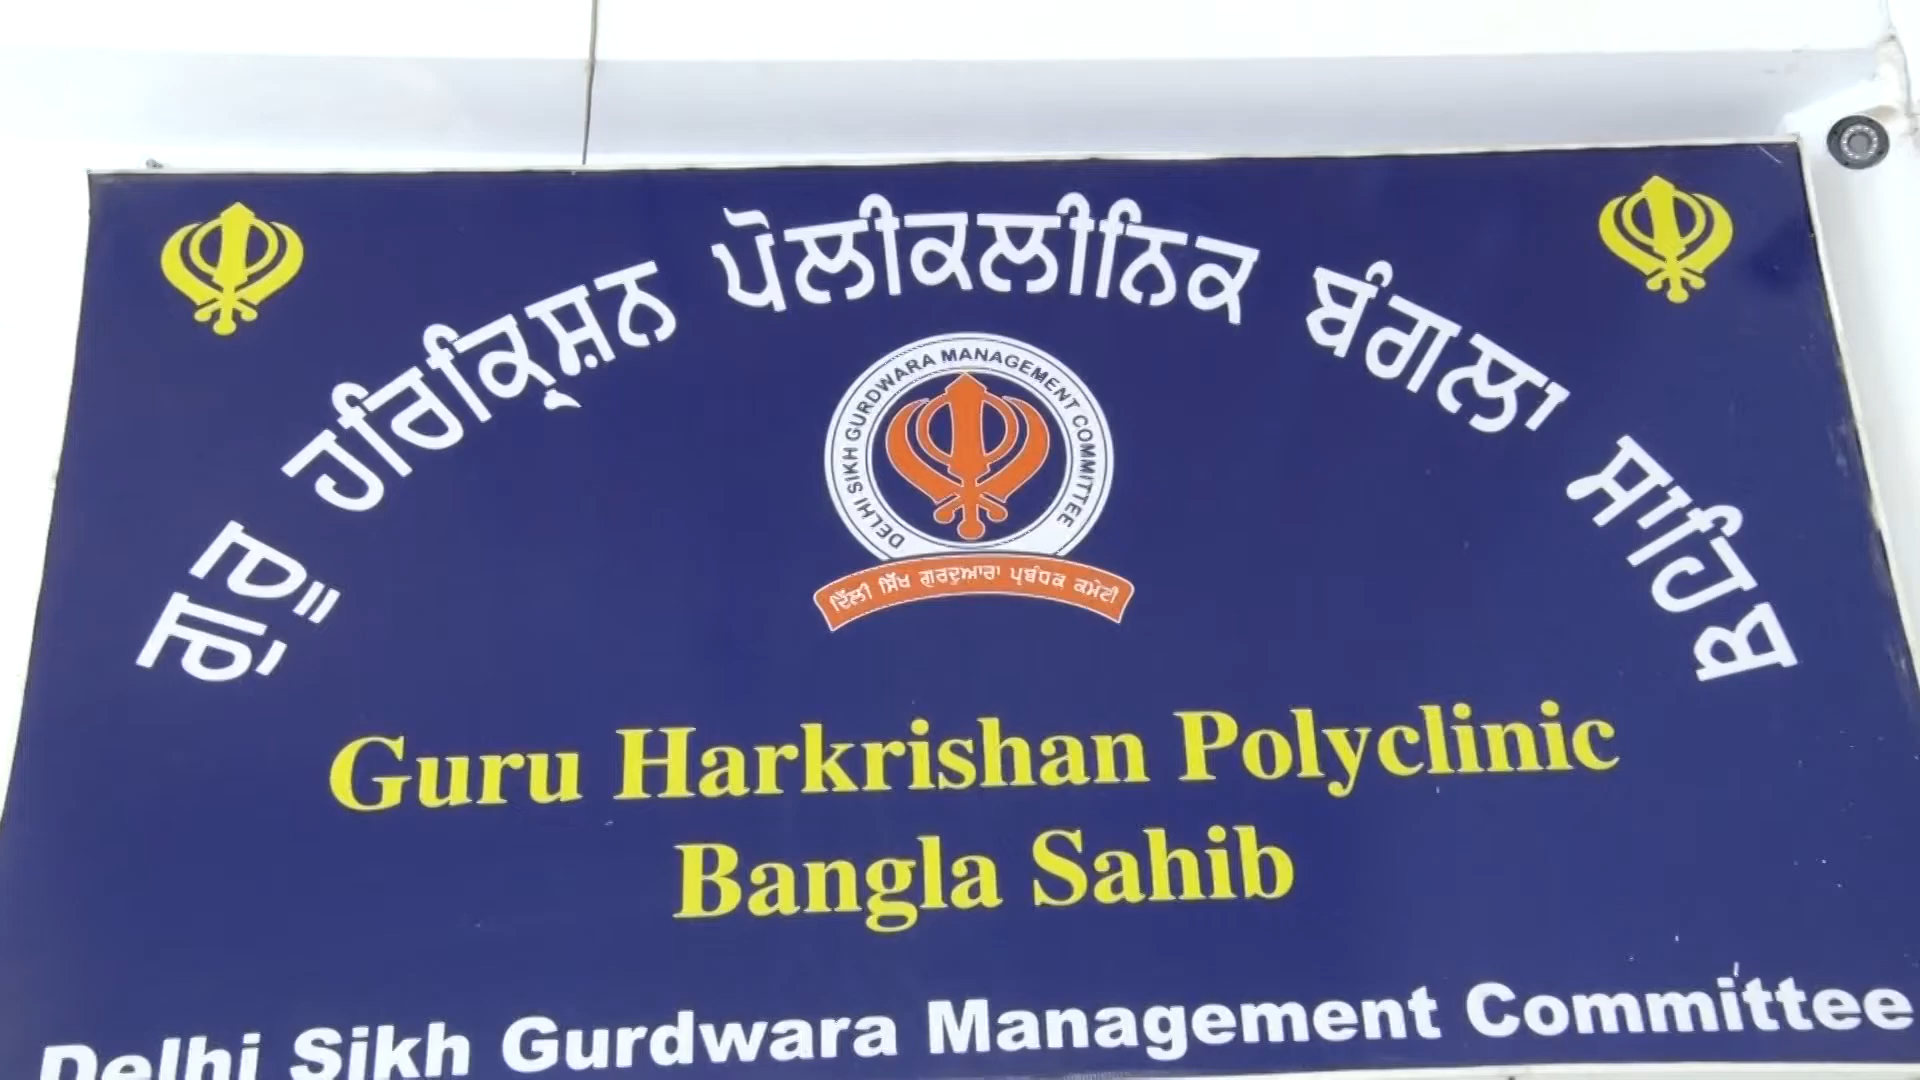 ਗੁਰੂ ਹਰਿਕ੍ਰਿਸ਼ਨ ਪੋਲੀਕਲੀਨਿਕ ਬੰਗਲਾ ਸਾਹਿਬ
DELHI SIKH GURDWARA MANAGEMENT COMMITTEE
ਦਿੱਲੀ ਸਿੱਖ ਗੁਰਦੁਆਰਾ ਪ੍ਰਬੰਧਕ ਕਮੇਟੀ
Guru Harkrishan Polyclinic
Bangla Sahib
Delhi Sikh Gurdwara Management Committee